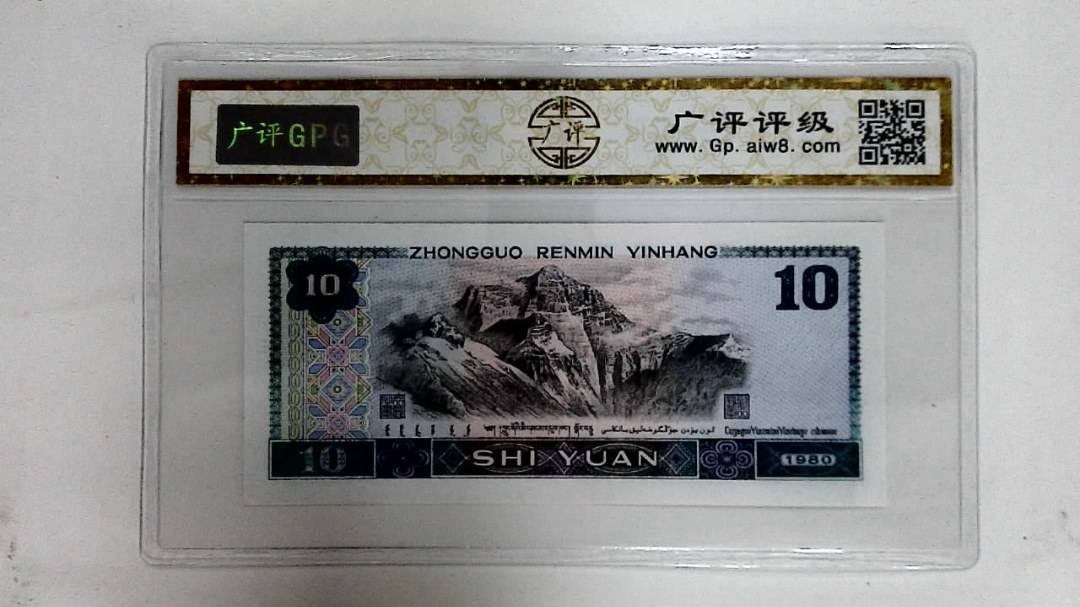 广评GPG
广评
广评评级
www.Gp.aiw8.com
ZHONGGUO RENMIN YINHANG
10
10
10
SHI YUAN
1980